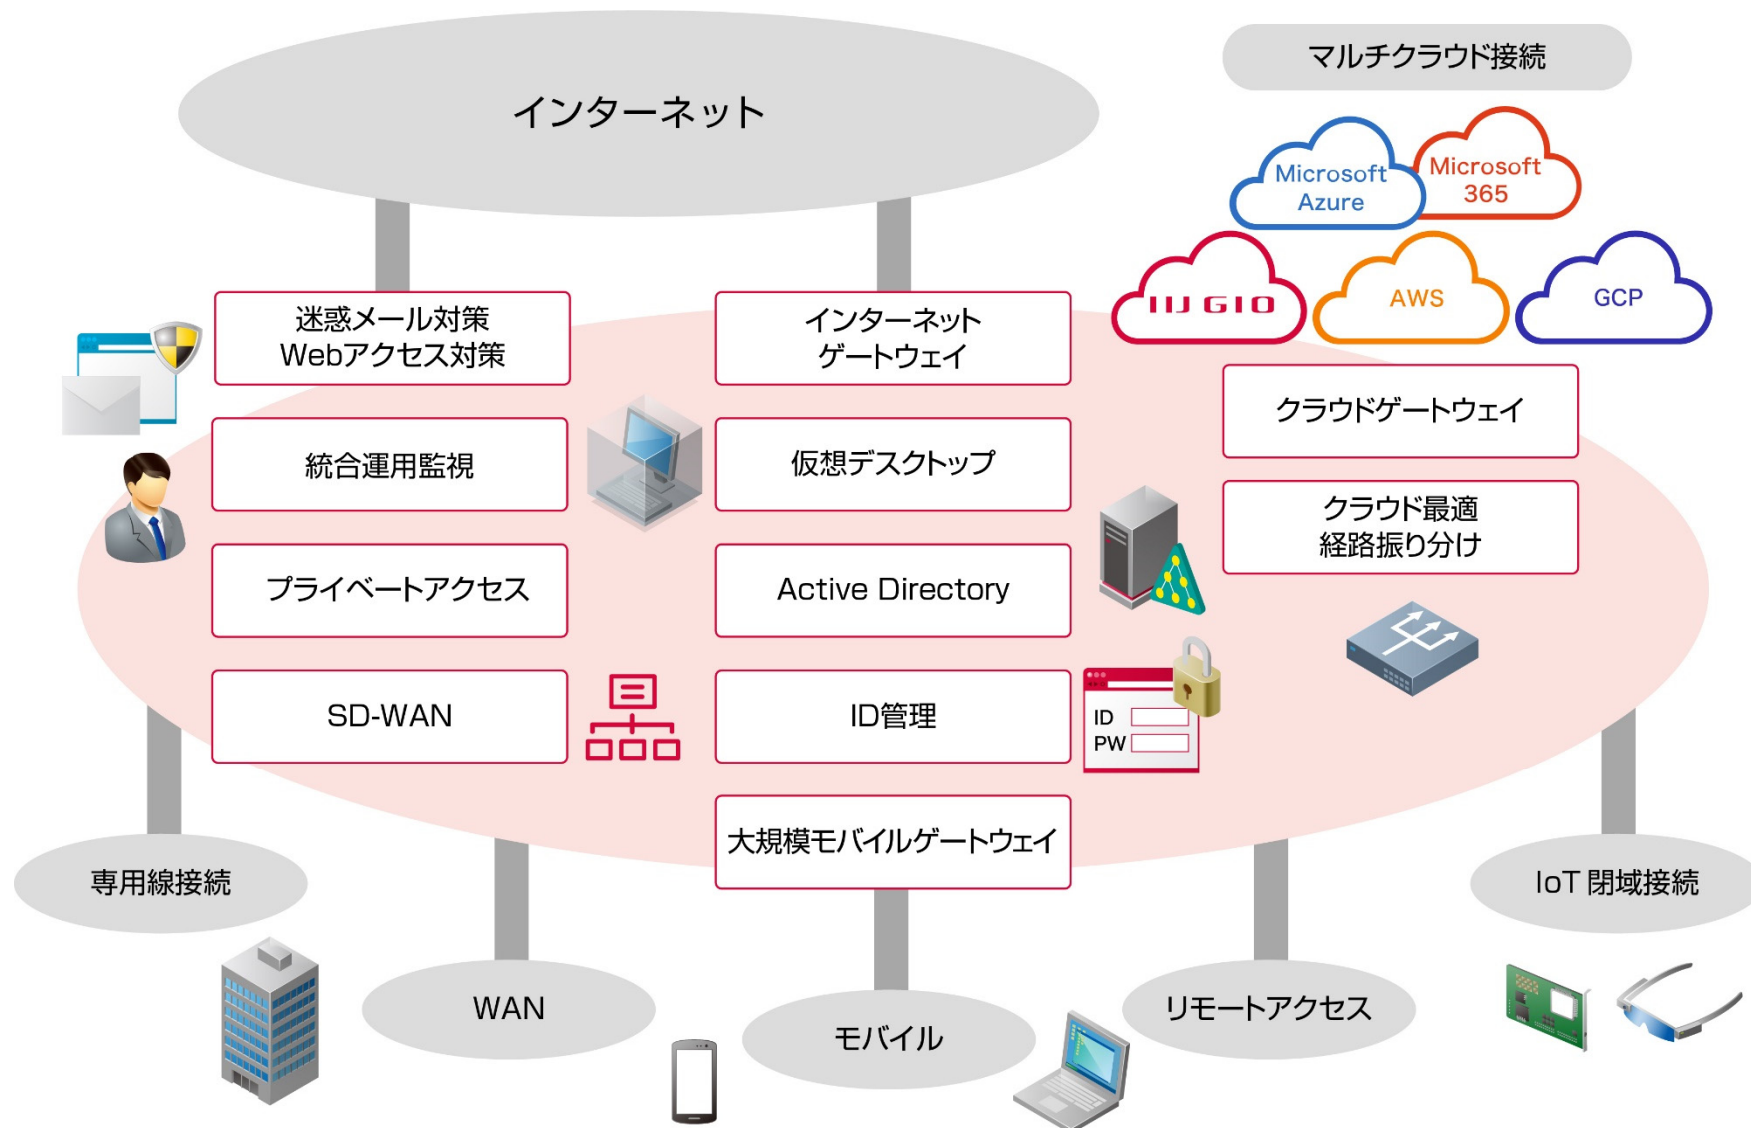 インターネット
マルチクラウド接続
Microsoft
Azure
Microsoft
365
IIJ GIO
AWS
GCP
迷惑メール対策
Webアクセス対策
インターネット
ゲートウェイ
クラウドゲートウェイ
統合運用監視
仮想デスクトップ
クラウド最適
経路振り分け
プライベートアクセス
Active Directory
SD-WAN
ID管理
ID
PW
大規模モバイルゲートウェイ
専用線接続
IoT 閉域接続
WAN
モバイル
リモートアクセス